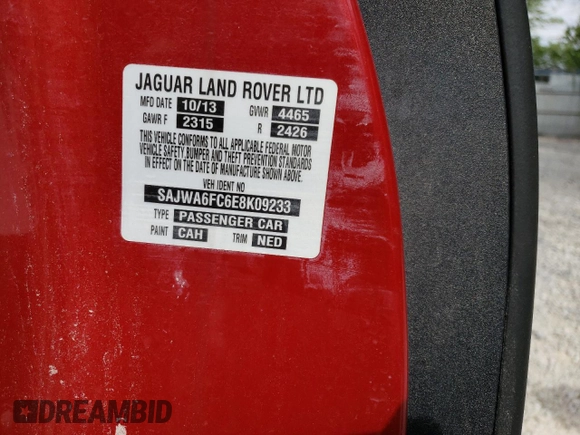 JAGUAR LAND ROVER LTD
MFD DATE 10/13 GVWR 4465
GAWR F 2315 R 2426
THIS VEHICLE CONFORMS TO ALL APPLICABLE FEDERAL MOTOR
VEHICLE SAFETY, BUMPER AND THEFT PREVENTION STANDARDS
IN EFFECT ON THE DATE OF MANUFACTURE SHOWN ABOVE.
VEH IDENT NO
SAJWA6FC6E8K09233
TYPE PASSENGER CAR
PAINT CAH TRIM NED
DREAMBID